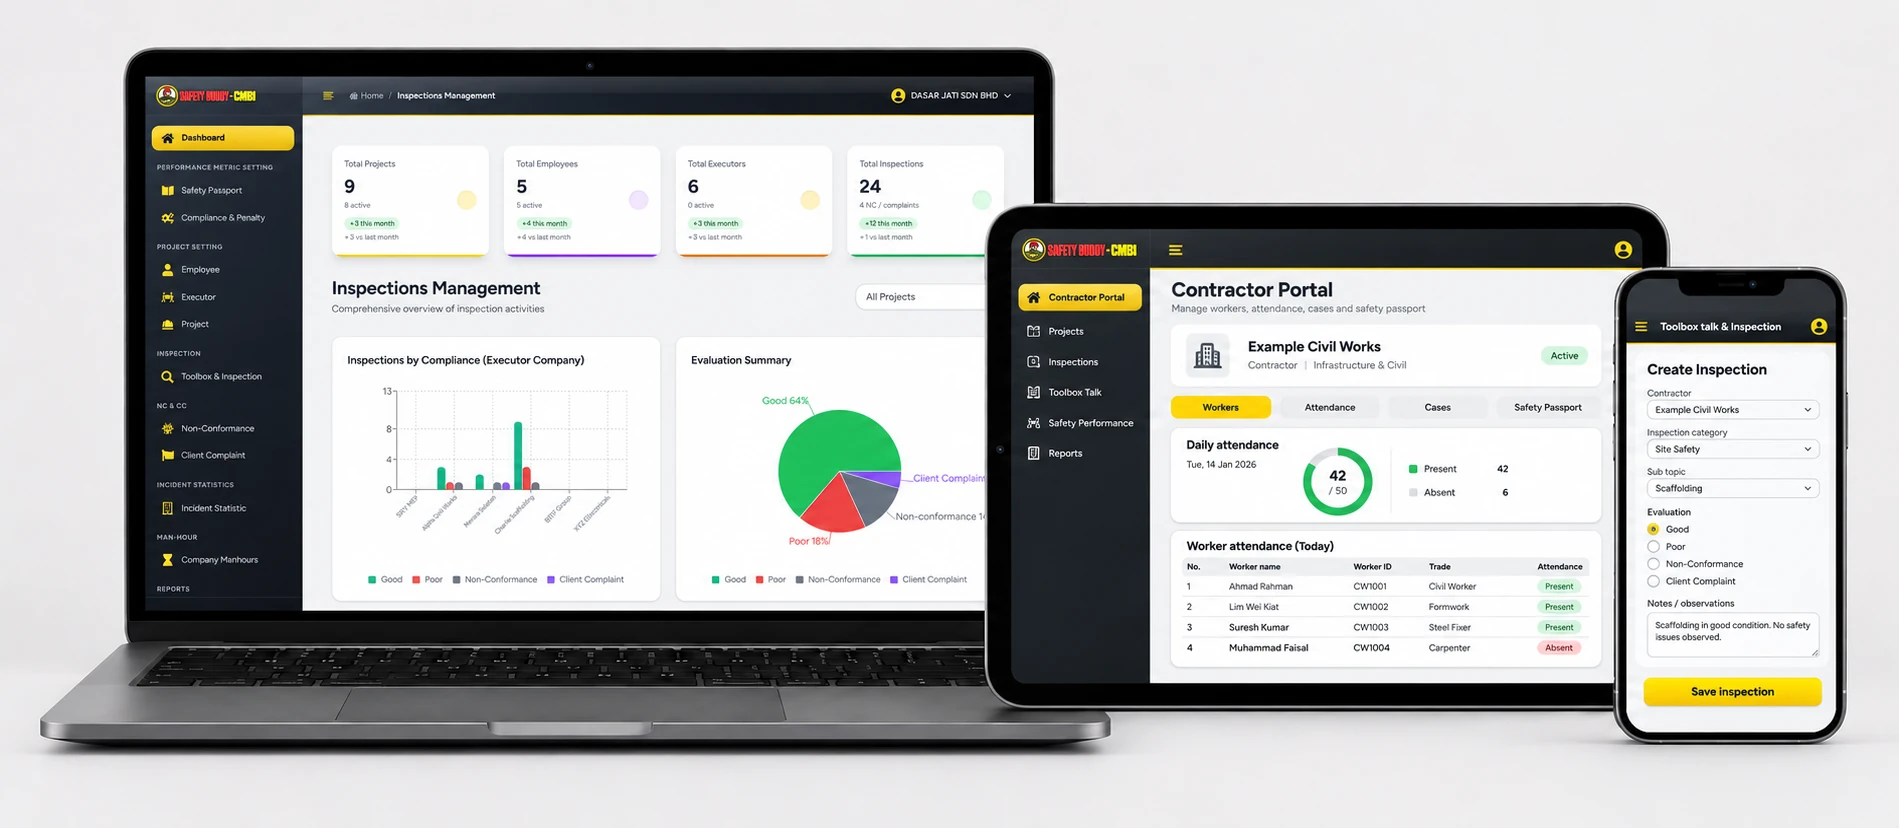 SAFETY BUDDY - CMBI
Home / Inspections Management
DASAR JATI SDN BHD
Dashboard
PERFORMANCE METRIC SETTING
Safety Passport
Compliance & Penalty
PROJECT SETTING
Employee
Executor
Project
INSPECTION
Toolbox & Inspection
NC & CC
Non-Conformance
Client Complaint
INCIDENT STATISTICS
Incident Statistic
MAN-HOUR
Company Manhours
REPORTS
Total Projects
9
8 active
+3 this month
+3 vs last month
Total Employees
5
5 active
+4 this month
+4 vs last month
Total Executors
6
0 active
+3 this month
+3 vs last month
Total Inspections
24
4 NC / complaints
+12 this month
+1 vs last month
Inspections Management
Comprehensive overview of inspection activities
All Projects
Inspections by Compliance (Executor Company)
13
8
4
0
Good
Poor
Non-Conformance
Client Complaint
Evaluation Summary
Good 64%
Client Complaint
Non-conformance 1
Poor 18%
Good
Poor
Non-Conformance
Client Complaint
SAFETY BUDDY - CMBI
Contractor Portal
Projects
Inspections
Toolbox Talk
Safety Performance
Reports
Contractor Portal
Manage workers, attendance, cases and safety passport
Example Civil Works
Contractor | Infrastructure & Civil
Active
Workers
Attendance
Cases
Safety Passport
Daily attendance
Tue, 14 Jan 2026
42
/ 50
Present 42
Absent 6
Worker attendance (Today)
No. Worker name Worker ID Trade Attendance
1 Ahmad Rahman CW1001 Civil Worker Present
2 Lim Wei Kiat CW1002 Formwork Present
3 Suresh Kumar CW1003 Steel Fixer Present
4 Muhammad Faisal CW1004 Carpenter Absent
Toolbox talk & Inspection
Create Inspection
Contractor
Example Civil Works
Inspection category
Site Safety
Sub topic
Scaffolding
Evaluation
Good
Poor
Non-Conformance
Client Complaint
Notes / observations
Scaffolding in good condition. No safety
issues observed.
Save inspection